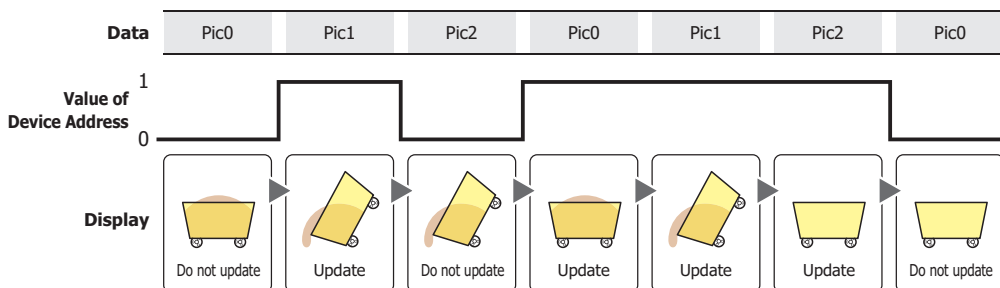 Data Pic0 Pic1 Pic2 Pic0 Pic1 Pic2 Pic0
1
Value of
Device Address
0
Display
Do not update Update Do not update Update Update Update Do not update